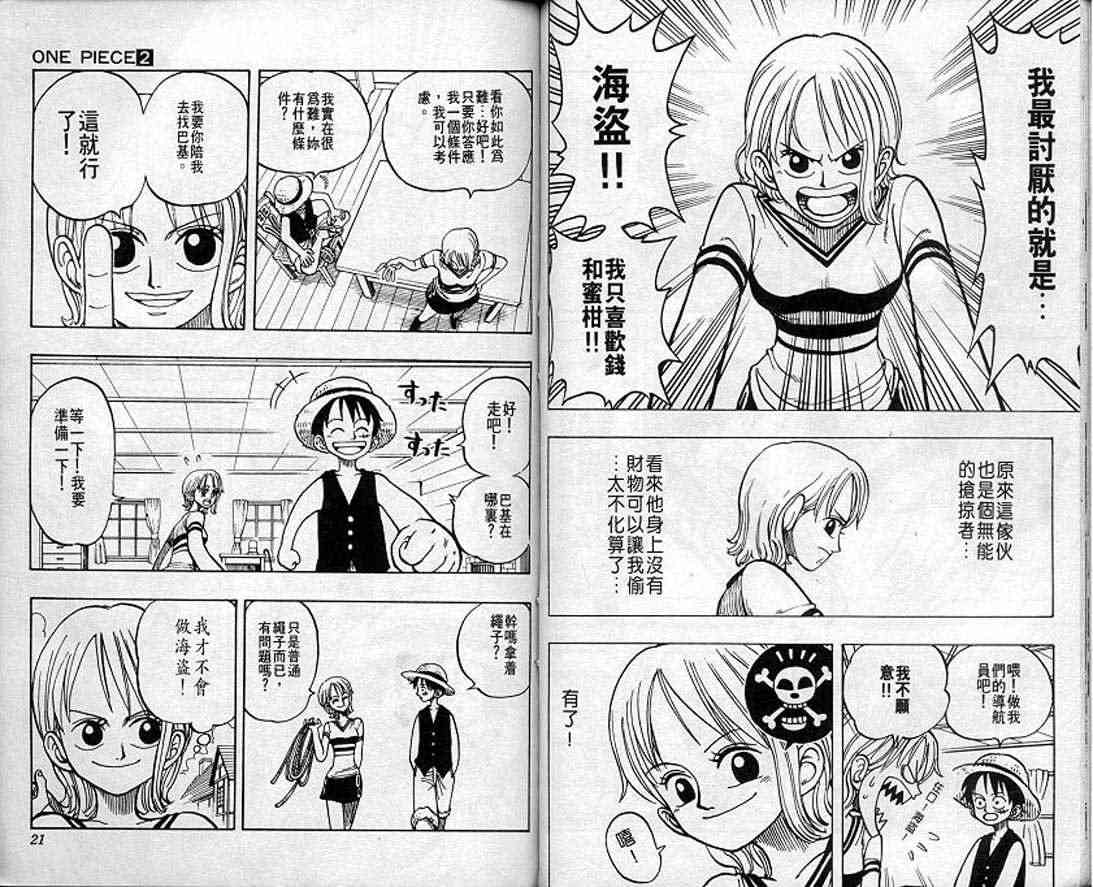 我最討厭的就是…
海盜!!
我只喜歡錢
和蜜柑!!
原來這傢伙
也是個無能
的搶掠者…
看來他身上沒有
財物可以讓我偷
…太不化算了…
喂!做我
們的導航
員吧!
我不願
意!!
有了!
嘻!
ONE PIECE2
看你如此爲
難…好吧!
只要你答應
我一個條件
,我可以考
慮。
我實在很
爲難,妳
有什麼條
件?
我要你陪我
去找巴基。
這就行
了!
好!
走吧!
巴基在
哪裏?
すった
すった
等一下!我要
準備一下!
幹嗎拿着
繩子?
只是普通
繩子而已,
有問題嗎?
我才不會
做海盜!
21